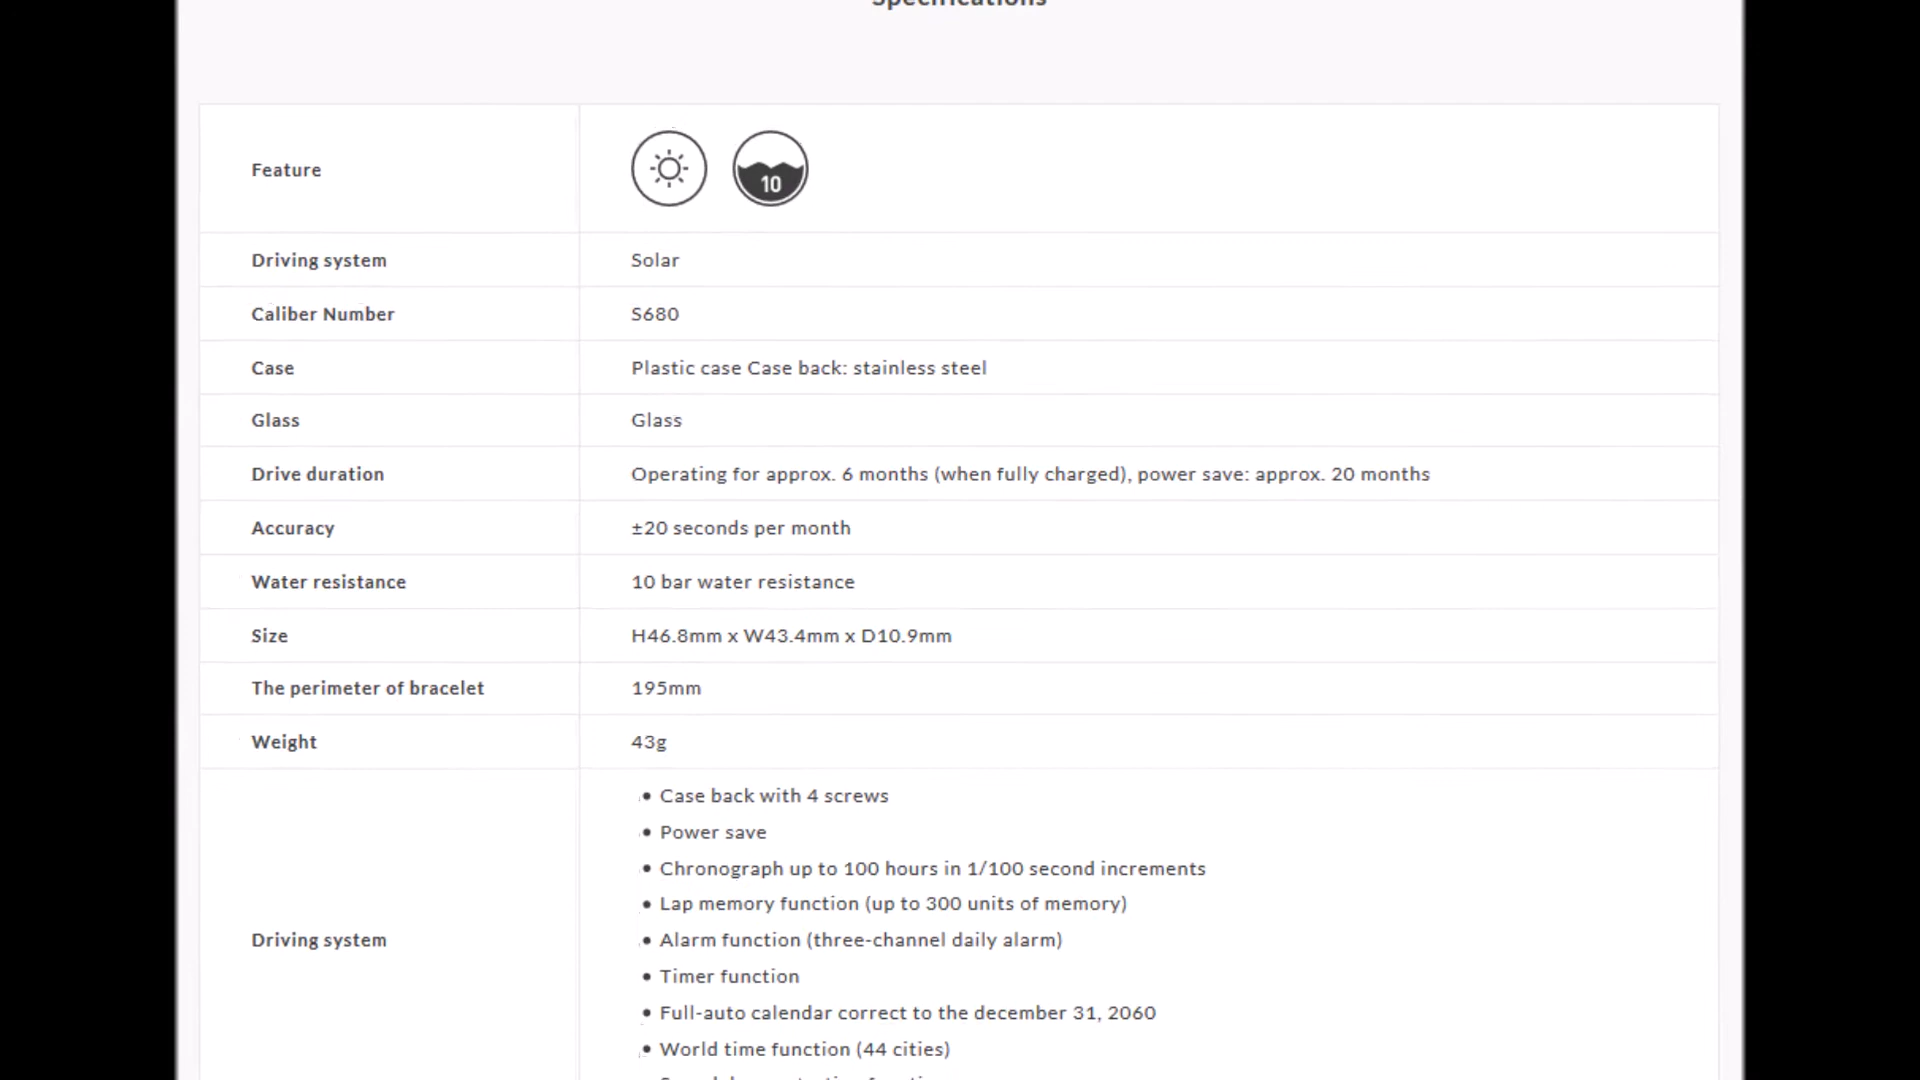 Specifications
Feature
10
Driving system Solar
Caliber Number S680
Case Plastic case Case back: stainless steel
Glass Glass
Drive duration Operating for approx. 6 months (when fully charged), power save: approx. 20 months
Accuracy ±20 seconds per month
Water resistance 10 bar water resistance
Size H46.8mm x W43.4mm x D10.9mm
The perimeter of bracelet 195mm
Weight 43g
• Case back with 4 screws
• Power save
• Chronograph up to 100 hours in 1/100 second increments
• Lap memory function (up to 300 units of memory)
Driving system • Alarm function (three-channel daily alarm)
• Timer function
• Full-auto calendar correct to the december 31, 2060
• World time function (44 cities)